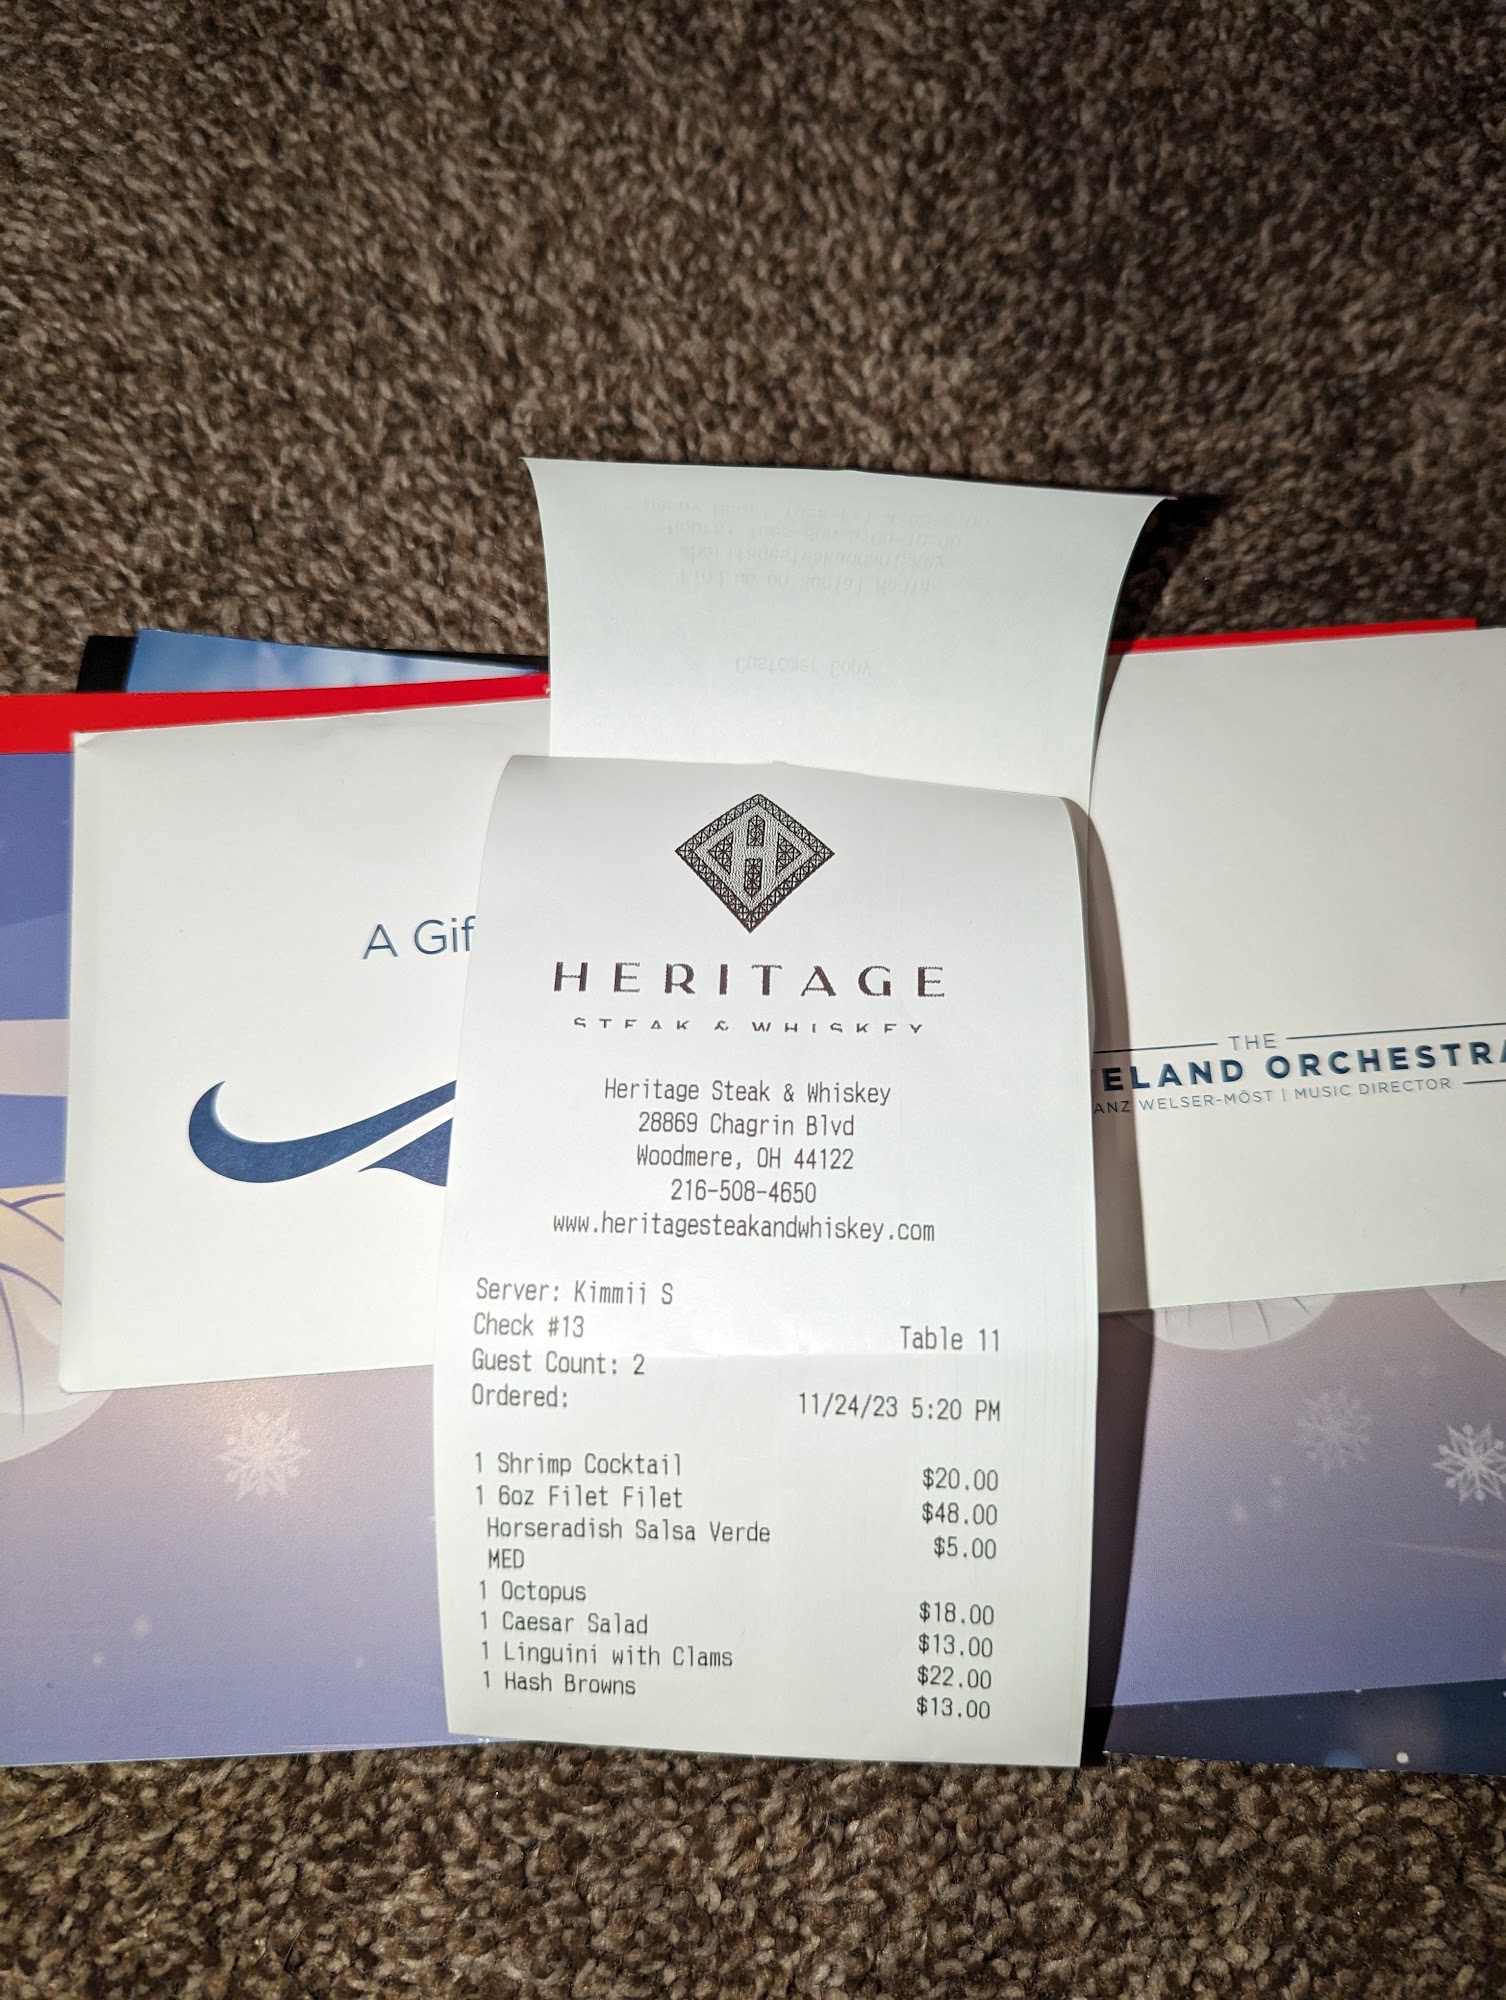 Customer Copy
A Gif
HERITAGE
STEAK & WHISKEY
THE
ELAND ORCHESTRA
ANZ WELSER-MÖST | MUSIC DIRECTOR
Heritage Steak & Whiskey
28869 Chagrin Blvd
Woodmere, OH 44122
216-508-4650
www.heritagesteakandwhiskey.com
Server: Kimmii S
Check #13 Table 11
Guest Count: 2
Ordered: 11/24/23 5:20 PM
1 Shrimp Cocktail $20.00
1 6oz Filet Filet $48.00
Horseradish Salsa Verde $5.00
MED
1 Octopus $18.00
1 Caesar Salad $13.00
1 Linguini with Clams $22.00
1 Hash Browns $13.00